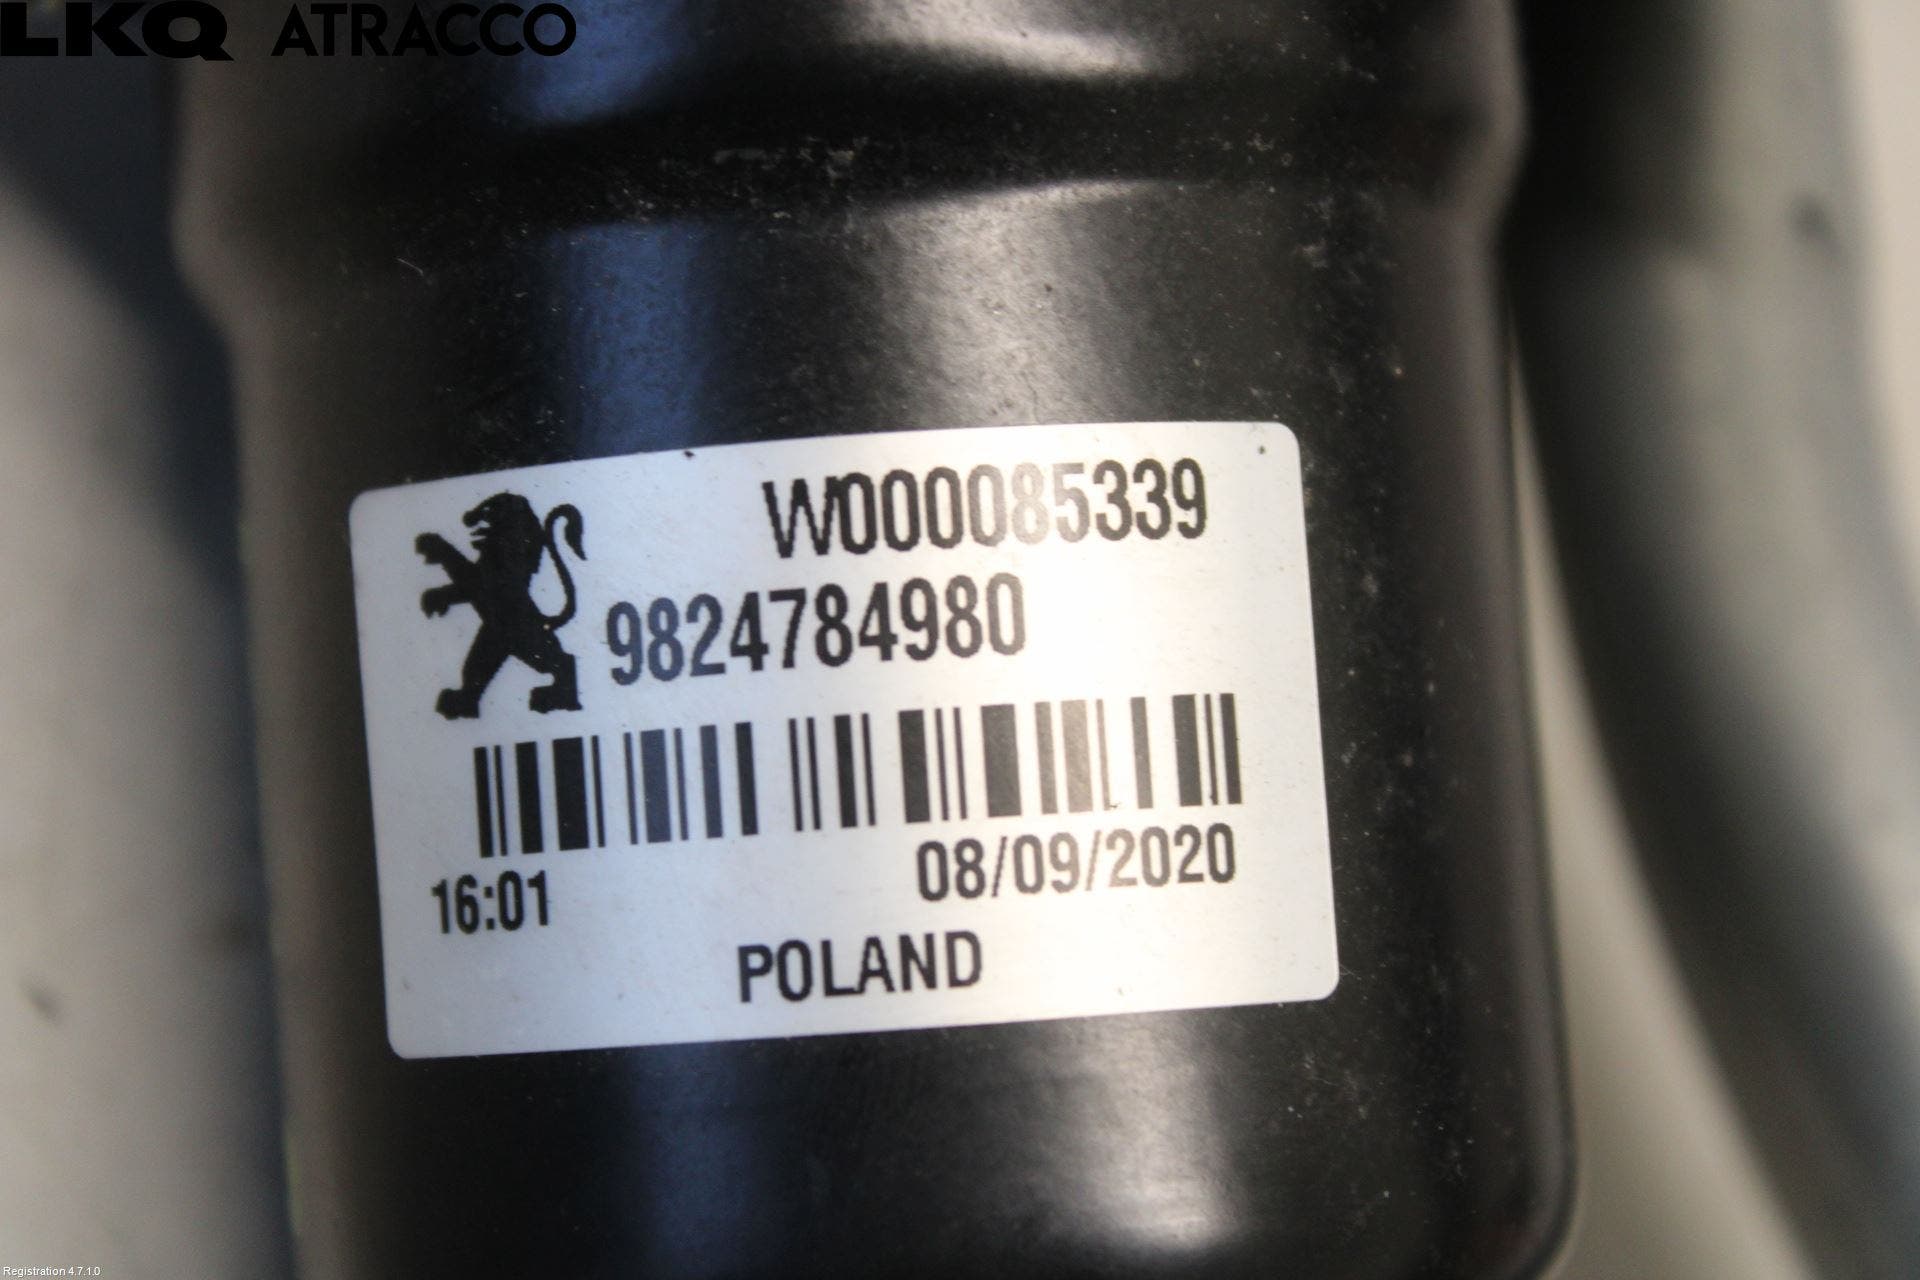 LKQ ATRACCO
W000085339
9824784980
16:01 08/09/2020
POLAND
Registration 4.7.1.0